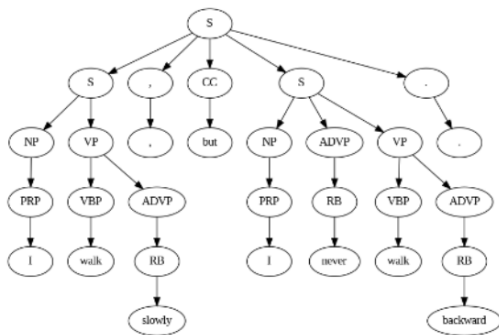 S
S , CC S .
NP VP , but NP ADVP VP .
PRP VBP ADVP PRP RB VBP ADVP
I walk RB I never walk RB
slowly backward